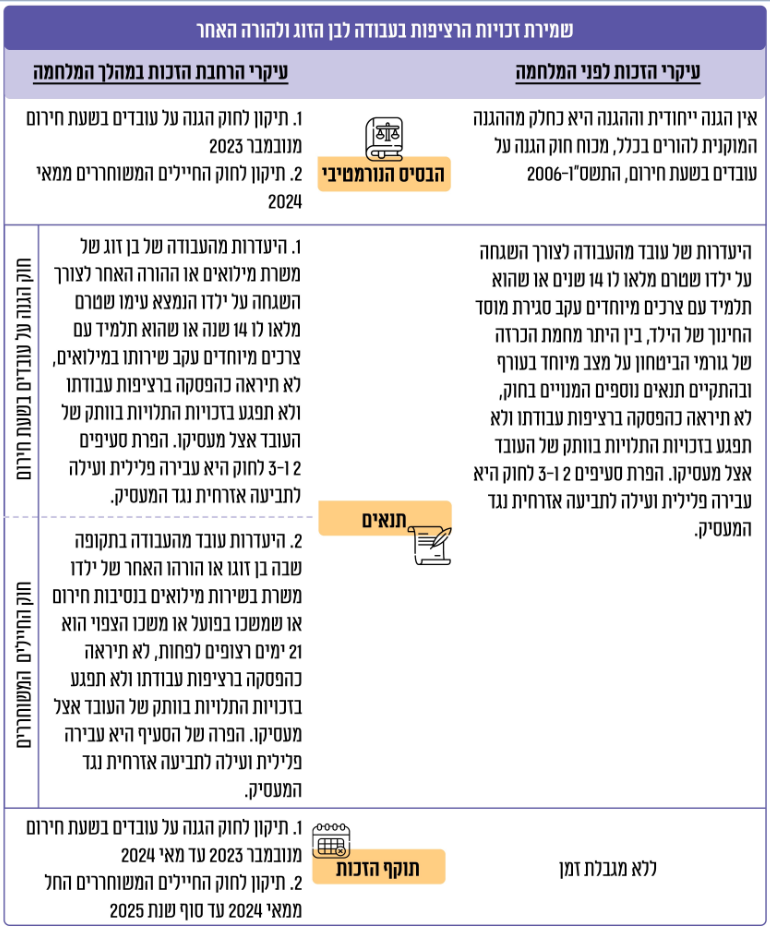 שמירת זכויות הרציפות בעבודה לבן הזוג ולהורה האחר
עיקרי הזכות לפני המלחמה
עיקרי הרחבת הזכות במהלך המלחמה
הבסיס הנורמטיבי
אין הגנה ייחודית וההגנה היא כחלק מההגנה
המוקנית להורים בכלל, מכוח חוק הגנה על
עובדים בשעת חירום, התשס"ו-2006
1. תיקון לחוק הגנה על עובדים בשעת חירום
מנובמבר 2023
2. תיקון לחוק החיילים המשוחררים ממאי
2024
תנאים
היעדרות של עובד מהעבודה לצורך השגחה
על ילדו שטרם מלאו לו 14 שנים או שהוא
תלמיד עם צרכים מיוחדים עקב סגירת מוסד
החינוך של הילד, בין היתר מחמת הכרזה
של גורמי הביטחון על מצב מיוחד בעורף
ובהתקיים תנאים נוספים המנויים בחוק,
לא תיראה כהפסקה ברציפות עבודתו ולא
תפגע בזכויות התלויות בוותק של העובד
אצל מעסיקו. הפרת סעיפים 2 ו-3 לחוק היא
עבירה פלילית ועילה לתביעה אזרחית נגד
המעסיק.
חוק הגנה על עובדים בשעת חירום
1. היעדרות מהעבודה של בן זוג של
משרת מילואים או ההורה האחר לצורך
השגחה על ילדו הנמצא עימו שטרם
מלאו לו 14 שנה או שהוא תלמיד עם
צרכים מיוחדים עקב שירותו במילואים,
לא תיראה כהפסקה ברציפות עבודתו
ולא תפגע בזכויות התלויות בוותק של
העובד אצל מעסיקו. הפרת סעיפים
2 ו-3 לחוק היא עבירה פלילית ועילה
לתביעה אזרחית נגד המעסיק.
חוק החיילים המשוחררים
2. היעדרות עובד מהעבודה בתקופה
שבה בן זוגו או הורהו האחר של ילדו
משרת בשירות מילואים בנסיבות חירום
או שמשכו בפועל או משכו הצפוי הוא
21 ימים רצופים לפחות, לא תיראה
כהפסקה ברציפות עבודתו ולא תפגע
בזכויות התלויות בוותק של העובד אצל
מעסיקו. הפרה של הסעיף היא עבירה
פלילית ועילה לתביעה אזרחית נגד
המעסיק.
תוקף הזכות
ללא מגבלת זמן
1. תיקון לחוק הגנה על עובדים בשעת חירום
מנובמבר 2023 עד מאי 2024
2. תיקון לחוק החיילים המשוחררים החל
ממאי 2024 עד סוף שנת 2025